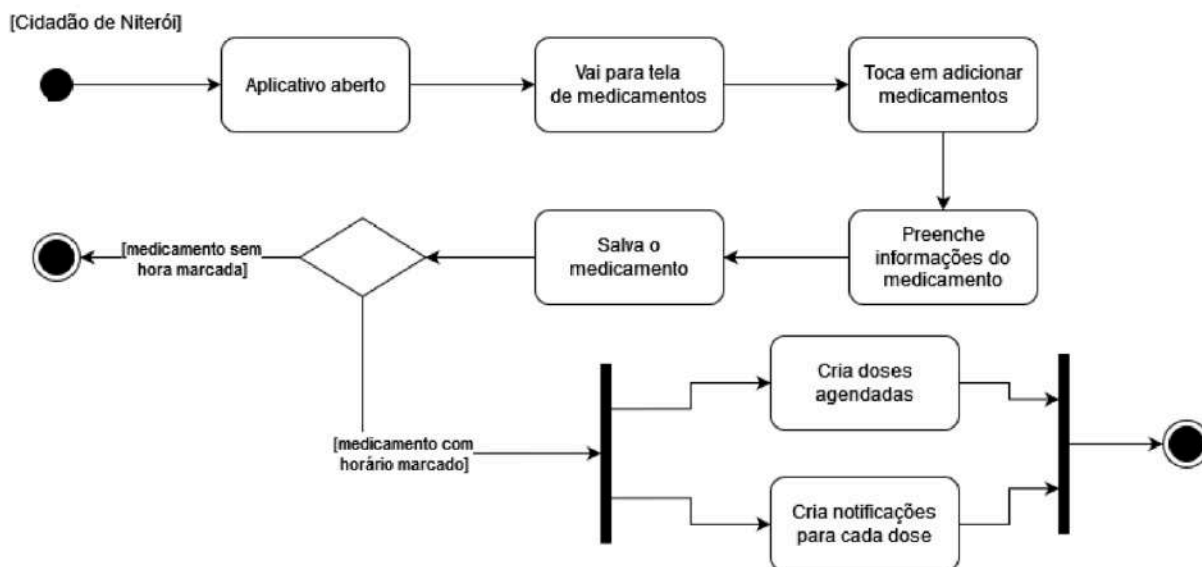 [Cidadão de Niterói]
Aplicativo aberto
Vai para tela
de medicamentos
Toca em adicionar
medicamentos
Preenche
informações do
medicamento
Salva o
medicamento
[medicamento sem
hora marcada]
[medicamento com
horário marcado]
Cria doses
agendadas
Cria notificações
para cada dose